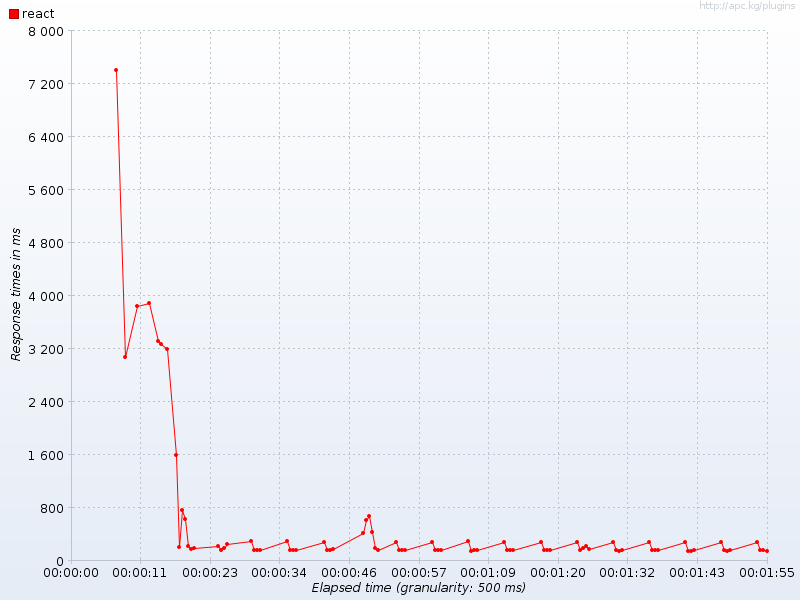 http://apc.kg/plugins
react
8 000
7 200
6 400
5 600
4 800
4 000
3 200
2 400
1 600
800
0
Response times in ms
00:00:00 00:00:11 00:00:23 00:00:34 00:00:46 00:00:57 00:01:09 00:01:20 00:01:32 00:01:43 00:01:55
Elapsed time (granularity: 500 ms)